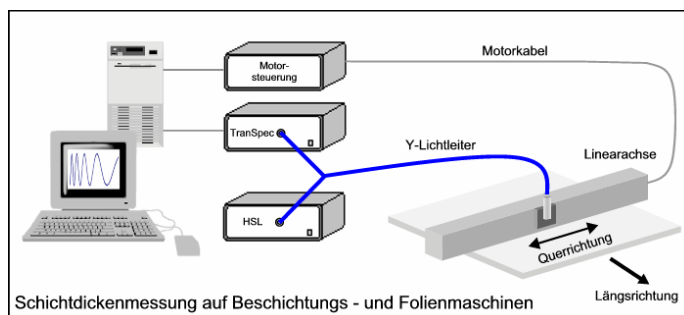 Motorkabel
Motor-
steuerung
TranSpec
Y-Lichtleiter
Linearachse
HSL
Querrichtung
Längsrichtung
Schichtdickenmessung auf Beschichtungs - und Folienmaschinen